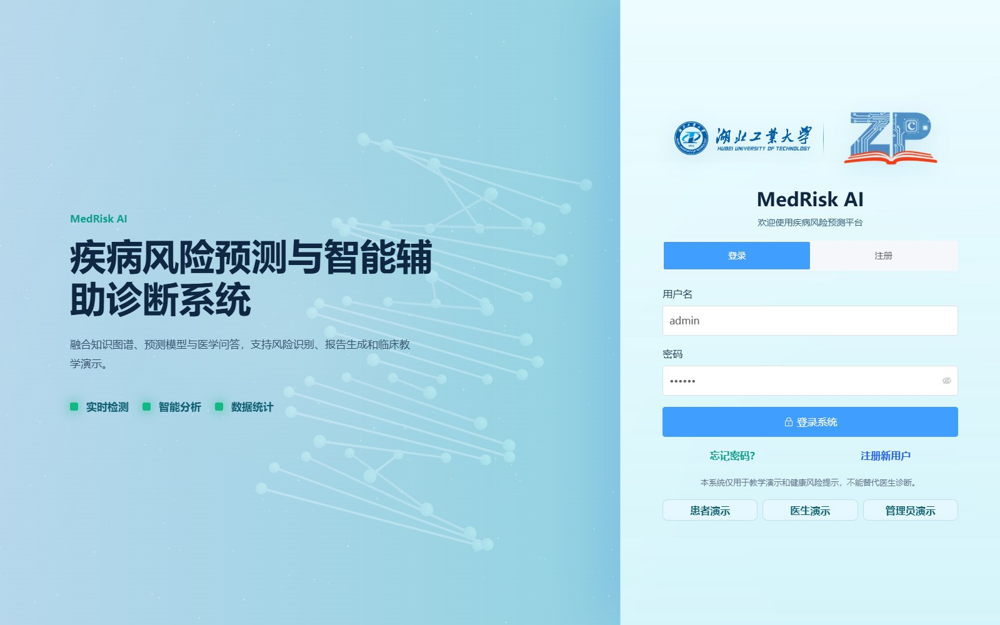 MedRisk AI
疾病风险预测与智能辅
助诊断系统
融合知识图谱、预测模型与医学问答，支持风险识别、报告生成和临床教
学演示。
实时检测 智能分析 数据统计
湖北工业大学
HUBEI UNIVERSITY OF TECHNOLOGY
ZP
MedRisk AI
欢迎使用疾病风险预测平台
登录 注册
用户名
admin
密码
••••••
登录系统
忘记密码？ 注册新用户
本系统仅用于教学演示和健康风险提示，不能替代医生诊断。
患者演示 医生演示 管理员演示